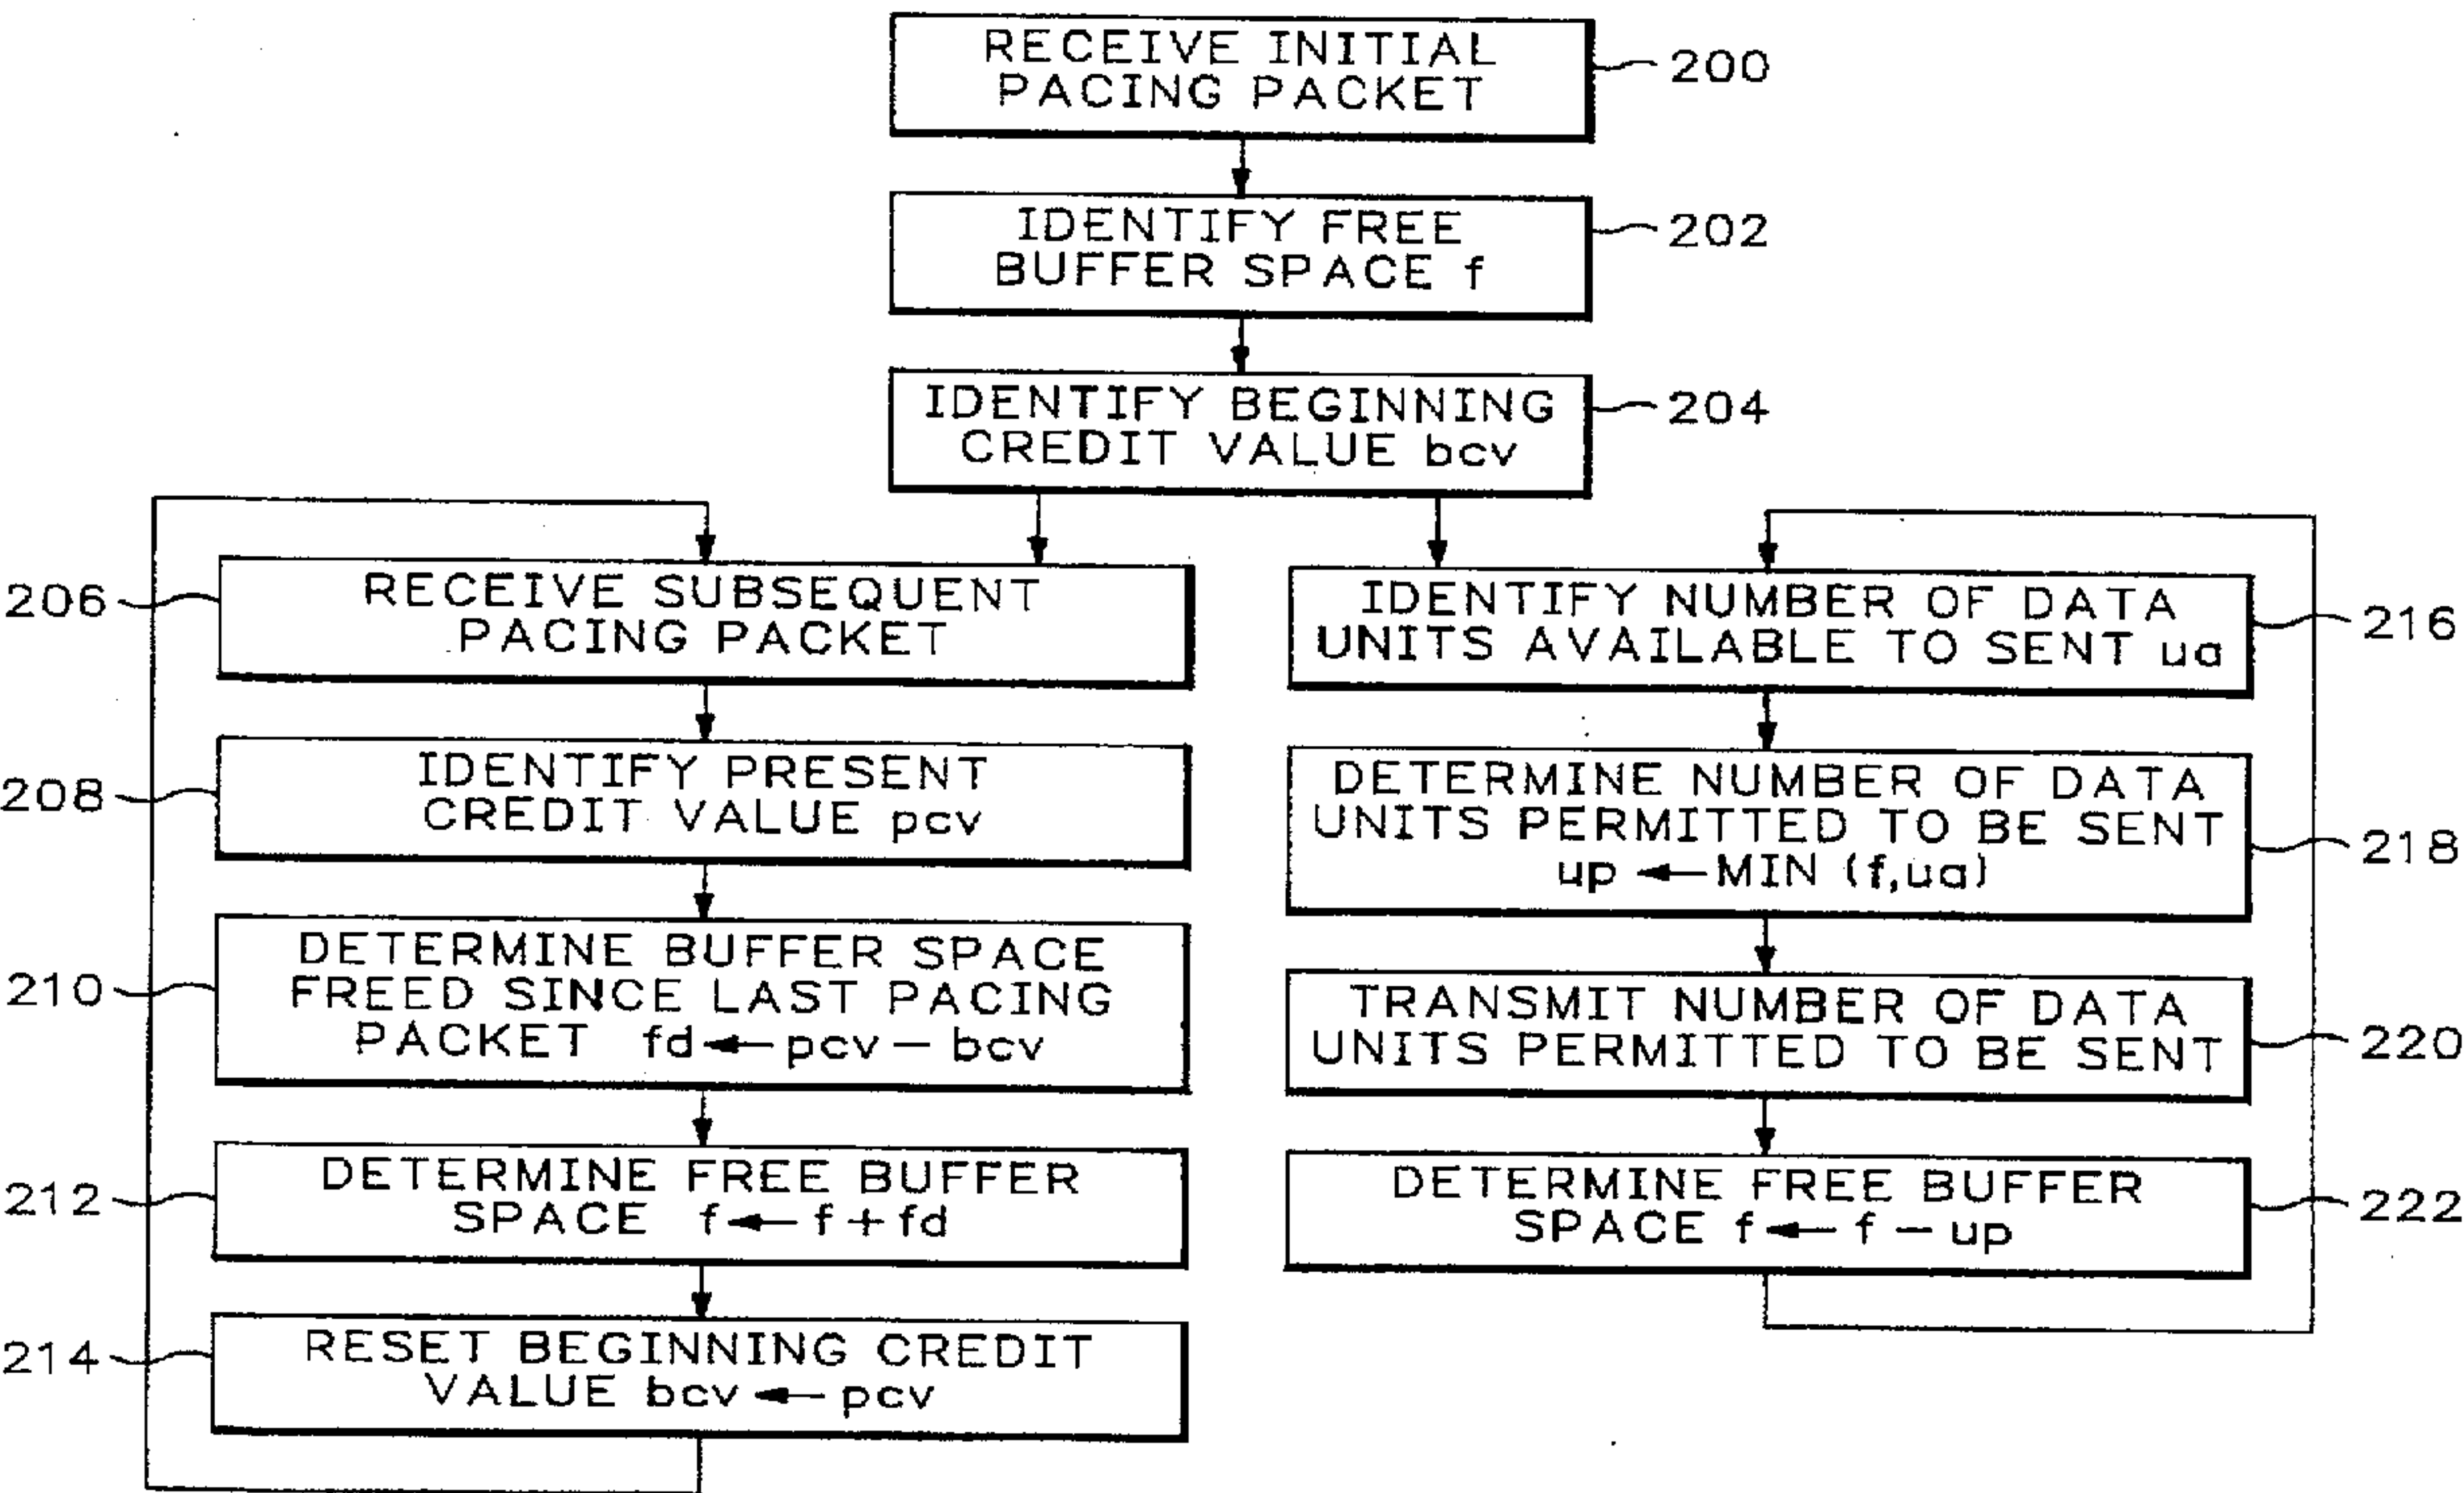 RECEIVE INITIAL
PACING PACKET
200
IDENTIFY FREE
BUFFER SPACE f
202
IDENTIFY BEGINNING
CREDIT VALUE bcv
204
206
RECEIVE SUBSEQUENT
PACING PACKET
208
IDENTIFY PRESENT
CREDIT VALUE pcv
210
DETERMINE BUFFER SPACE
FREED SINCE LAST PACING
PACKET fd ← pcv - bcv
212
DETERMINE FREE BUFFER
SPACE f ← f + fd
214
RESET BEGINNING CREDIT
VALUE bcv ← pcv
IDENTIFY NUMBER OF DATA
UNITS AVAILABLE TO SENT ua
216
DETERMINE NUMBER OF DATA
UNITS PERMITTED TO BE SENT
up ← MIN (f,ua)
218
TRANSMIT NUMBER OF DATA
UNITS PERMITTED TO BE SENT
220
DETERMINE FREE BUFFER
SPACE f ← f - up
222